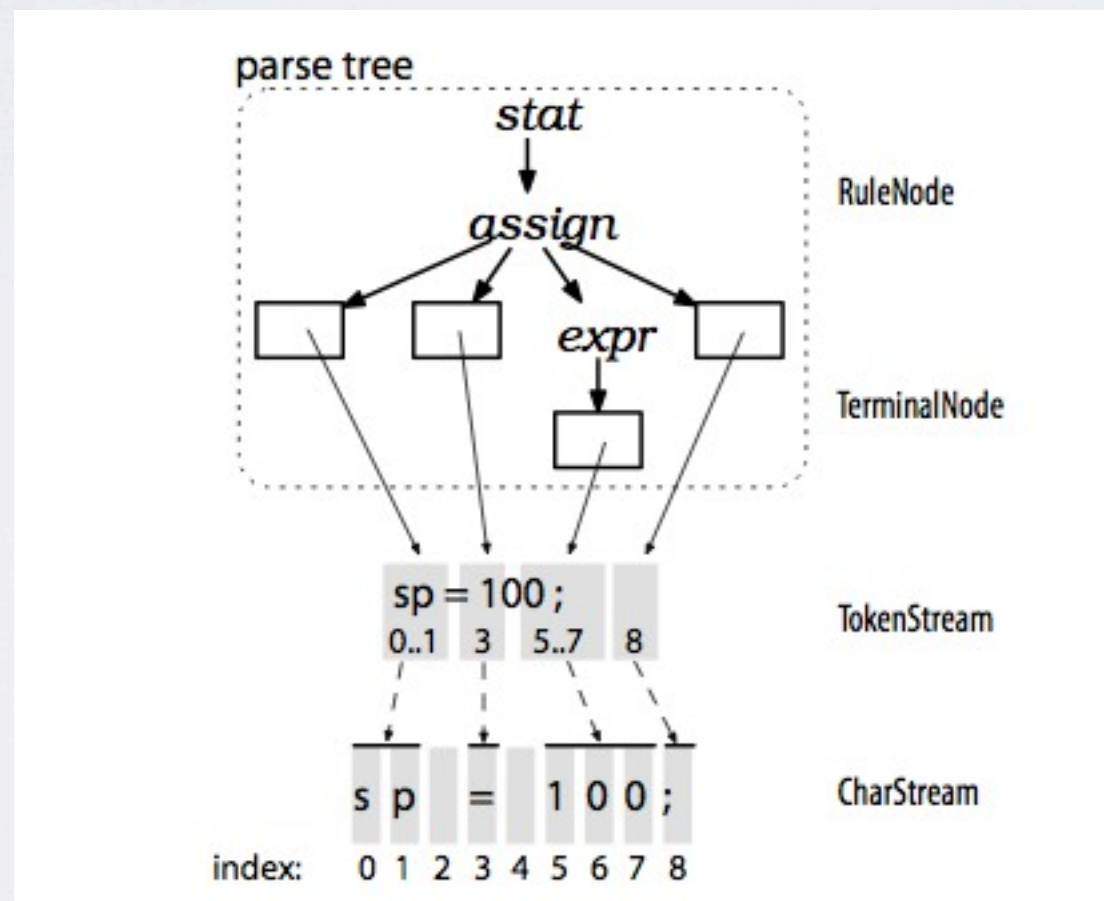 parse tree
stat
RuleNode
assign
expr
TerminalNode
sp = 100 ;
TokenStream
0..1 3 5..7 8
s p = 1 0 0 ;
CharStream
index: 0 1 2 3 4 5 6 7 8